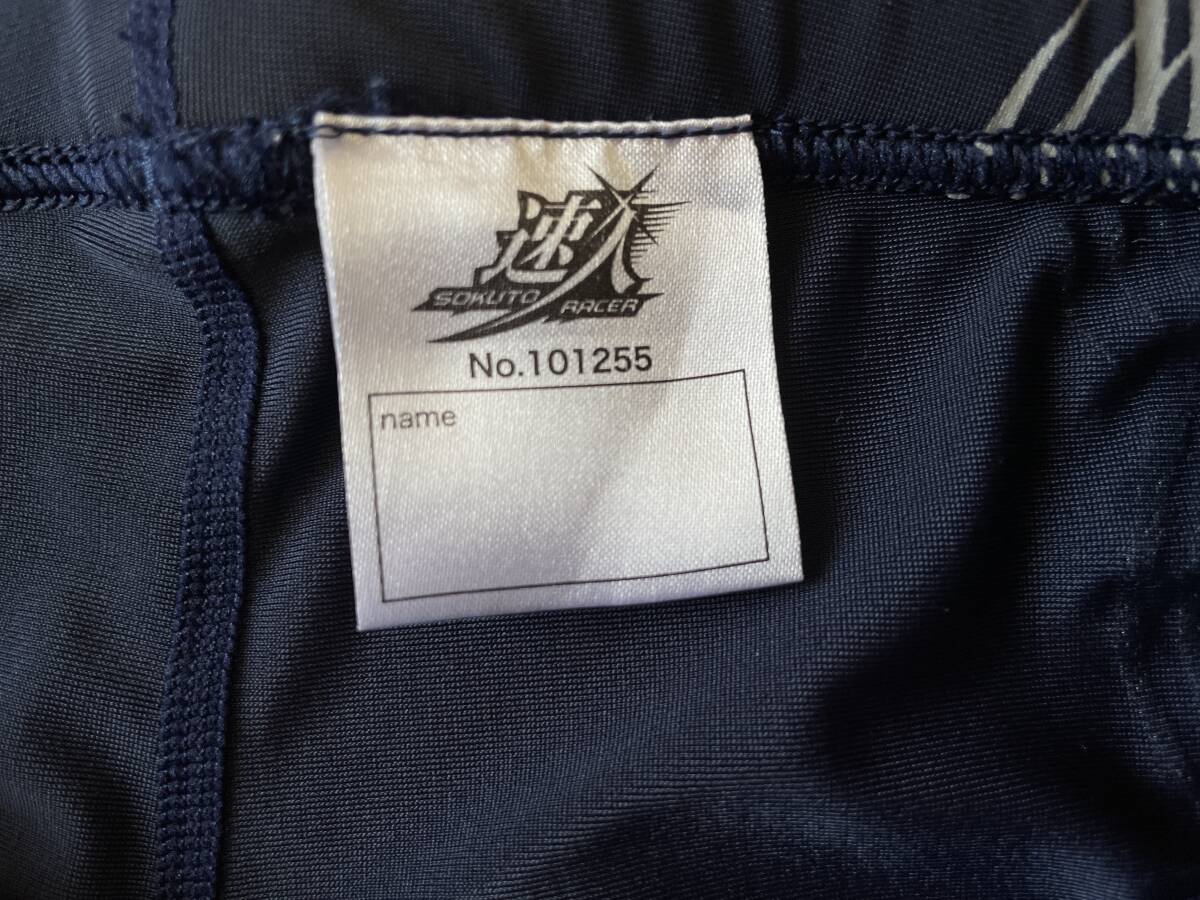 速人
SOKUTO RACER
No.101255
name